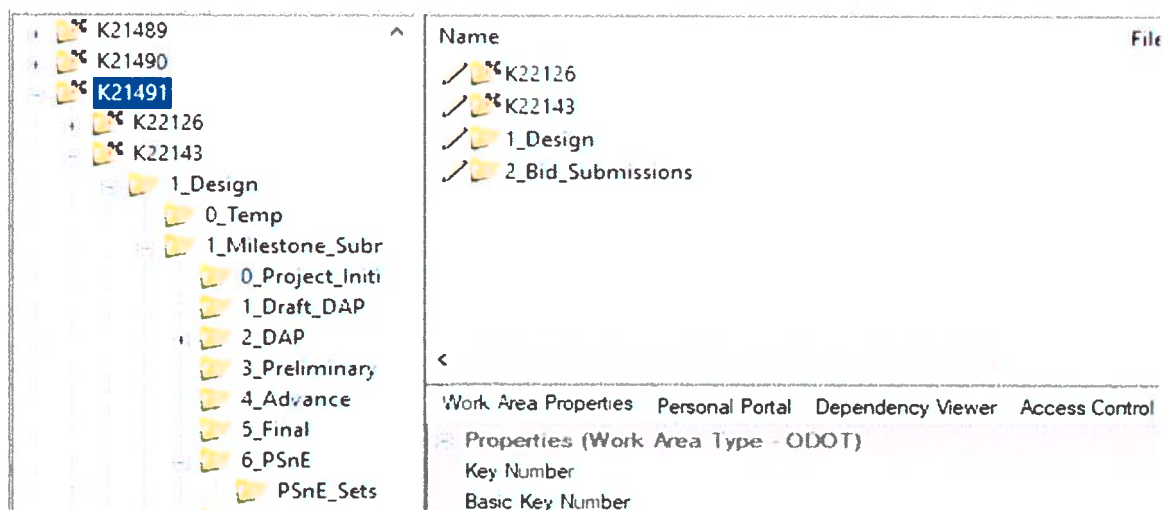 K21489
K21490
K21491
K22126
K22143
1_Design
0_Temp
1_Milestone_Subr
0_Project_Initi
1_Draft_DAP
2_DAP
3_Preliminary
4_Advance
5_Final
6_PSnE
PSnE_Sets
Name File
K22126
K22143
1_Design
2_Bid_Submissions
Work Area Properties Personal Portal Dependency Viewer Access Control
Properties (Work Area Type - ODOT)
Key Number
Basic Key Number